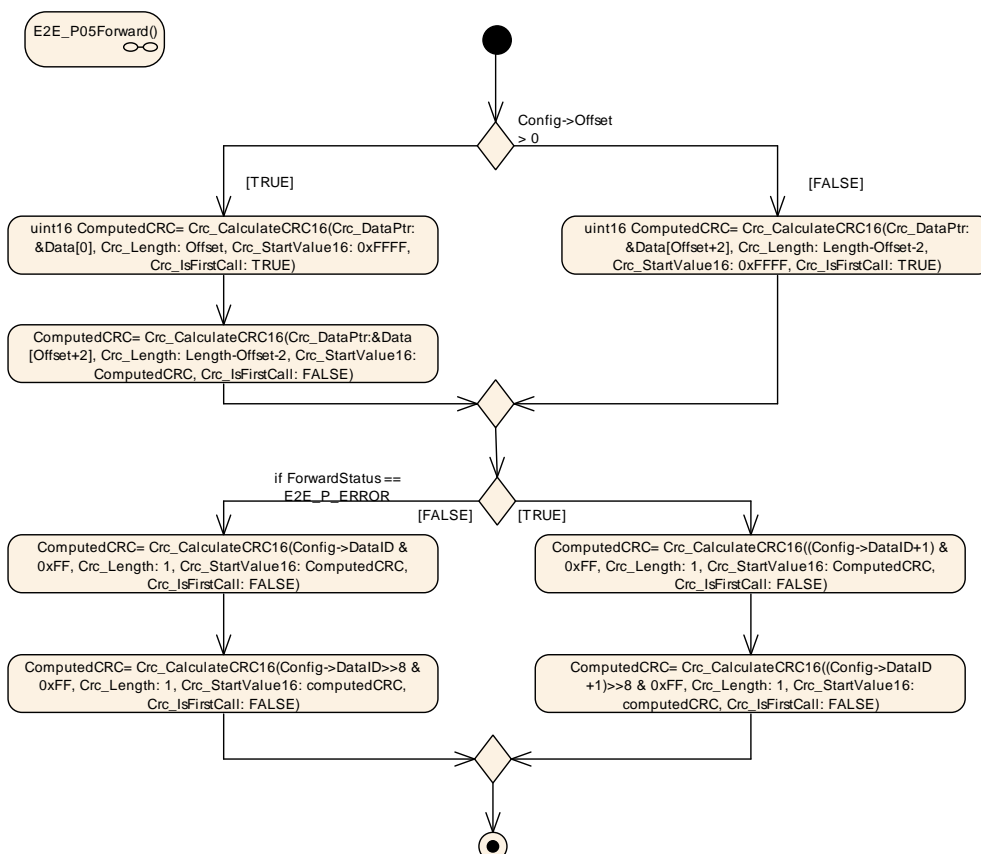 E2E_P05Forward()
Config->Offset
> 0
[TRUE]
[FALSE]
uint16 ComputedCRC= Crc_CalculateCRC16(Crc_DataPtr:
&Data[0], Crc_Length: Offset, Crc_StartValue16: 0xFFFF,
Crc_IsFirstCall: TRUE)
uint16 ComputedCRC= Crc_CalculateCRC16(Crc_DataPtr:
&Data[Offset+2], Crc_Length: Length-Offset-2,
Crc_StartValue16: 0xFFFF, Crc_IsFirstCall: TRUE)
ComputedCRC= Crc_CalculateCRC16(Crc_DataPtr:&Data
[Offset+2], Crc_Length: Length-Offset-2, Crc_StartValue16:
ComputedCRC, Crc_IsFirstCall: FALSE)
if ForwardStatus ==
E2E_P_ERROR
[FALSE]
[TRUE]
ComputedCRC= Crc_CalculateCRC16(Config->DataID &
0xFF, Crc_Length: 1, Crc_StartValue16: ComputedCRC,
Crc_IsFirstCall: FALSE)
ComputedCRC= Crc_CalculateCRC16((Config->DataID+1) &
0xFF, Crc_Length: 1, Crc_StartValue16: ComputedCRC,
Crc_IsFirstCall: FALSE)
ComputedCRC= Crc_CalculateCRC16(Config->DataID>>8 &
0xFF, Crc_Length: 1, Crc_StartValue16: computedCRC,
Crc_IsFirstCall: FALSE)
ComputedCRC= Crc_CalculateCRC16((Config->DataID
+1)>>8 & 0xFF, Crc_Length: 1, Crc_StartValue16:
computedCRC, Crc_IsFirstCall: FALSE)